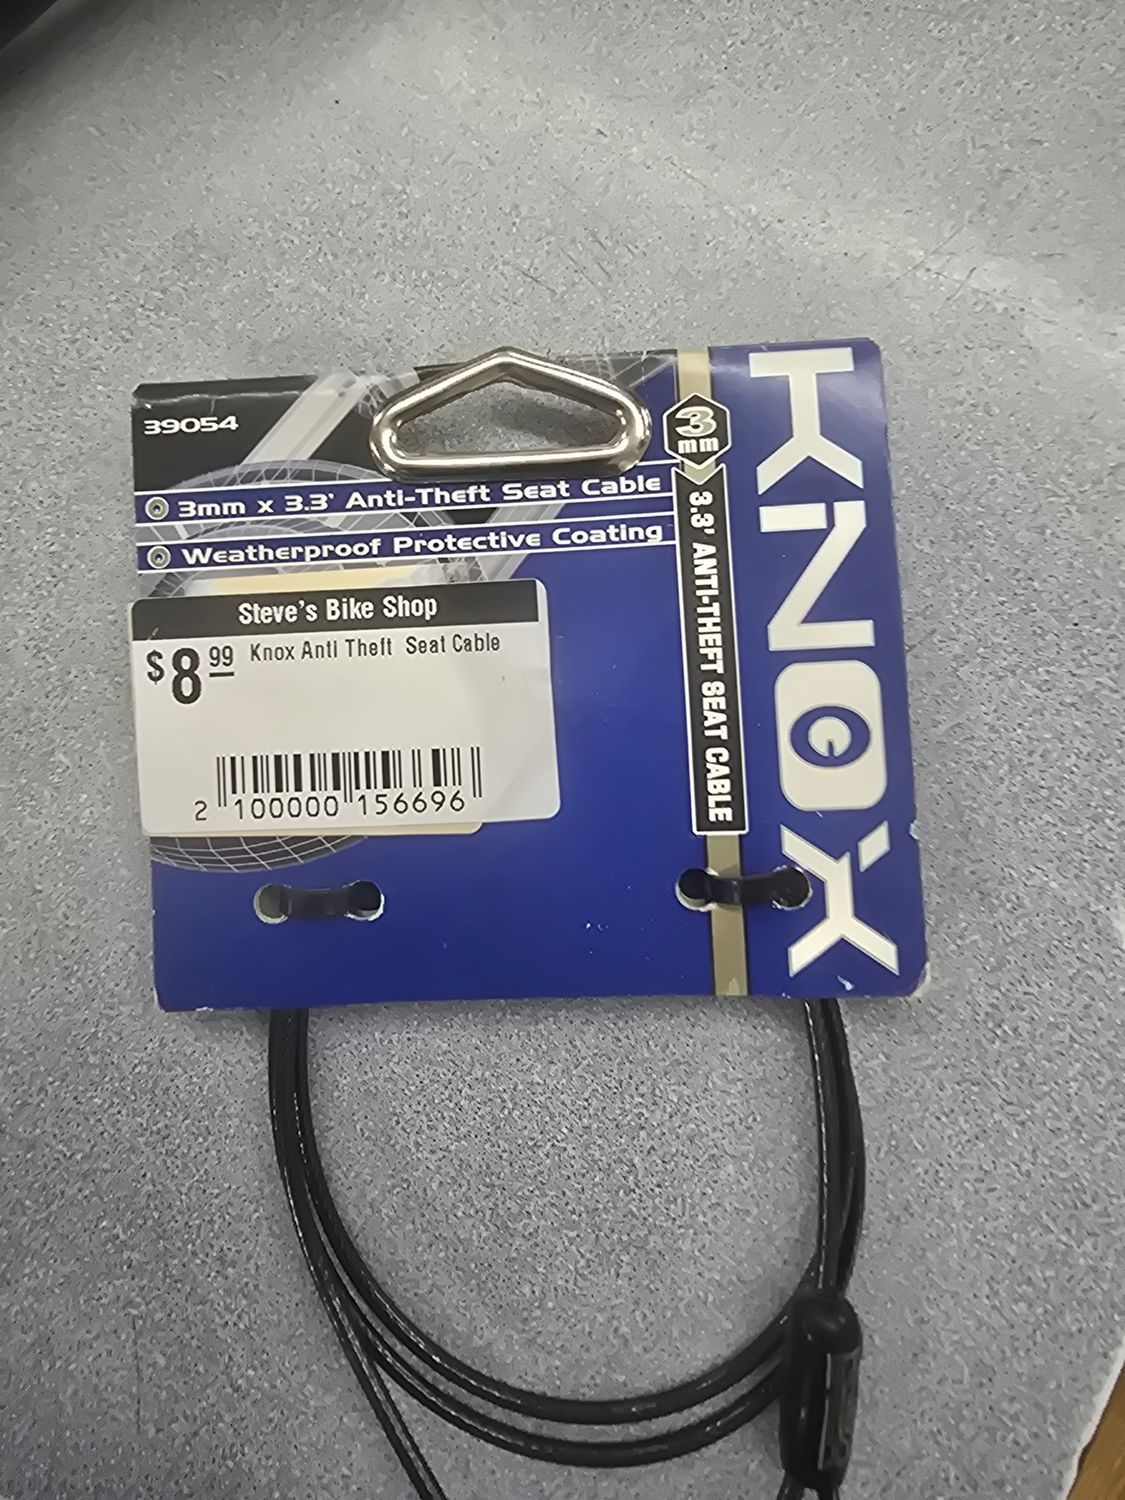 39054
3mm x 3.3' Anti-Theft Seat Cable
Weatherproof Protective Coating
Steve's Bike Shop
$8.99 Knox Anti Theft Seat Cable
2 100000 156696
3
mm
3.3' ANTI-THEFT SEAT CABLE
KNOX